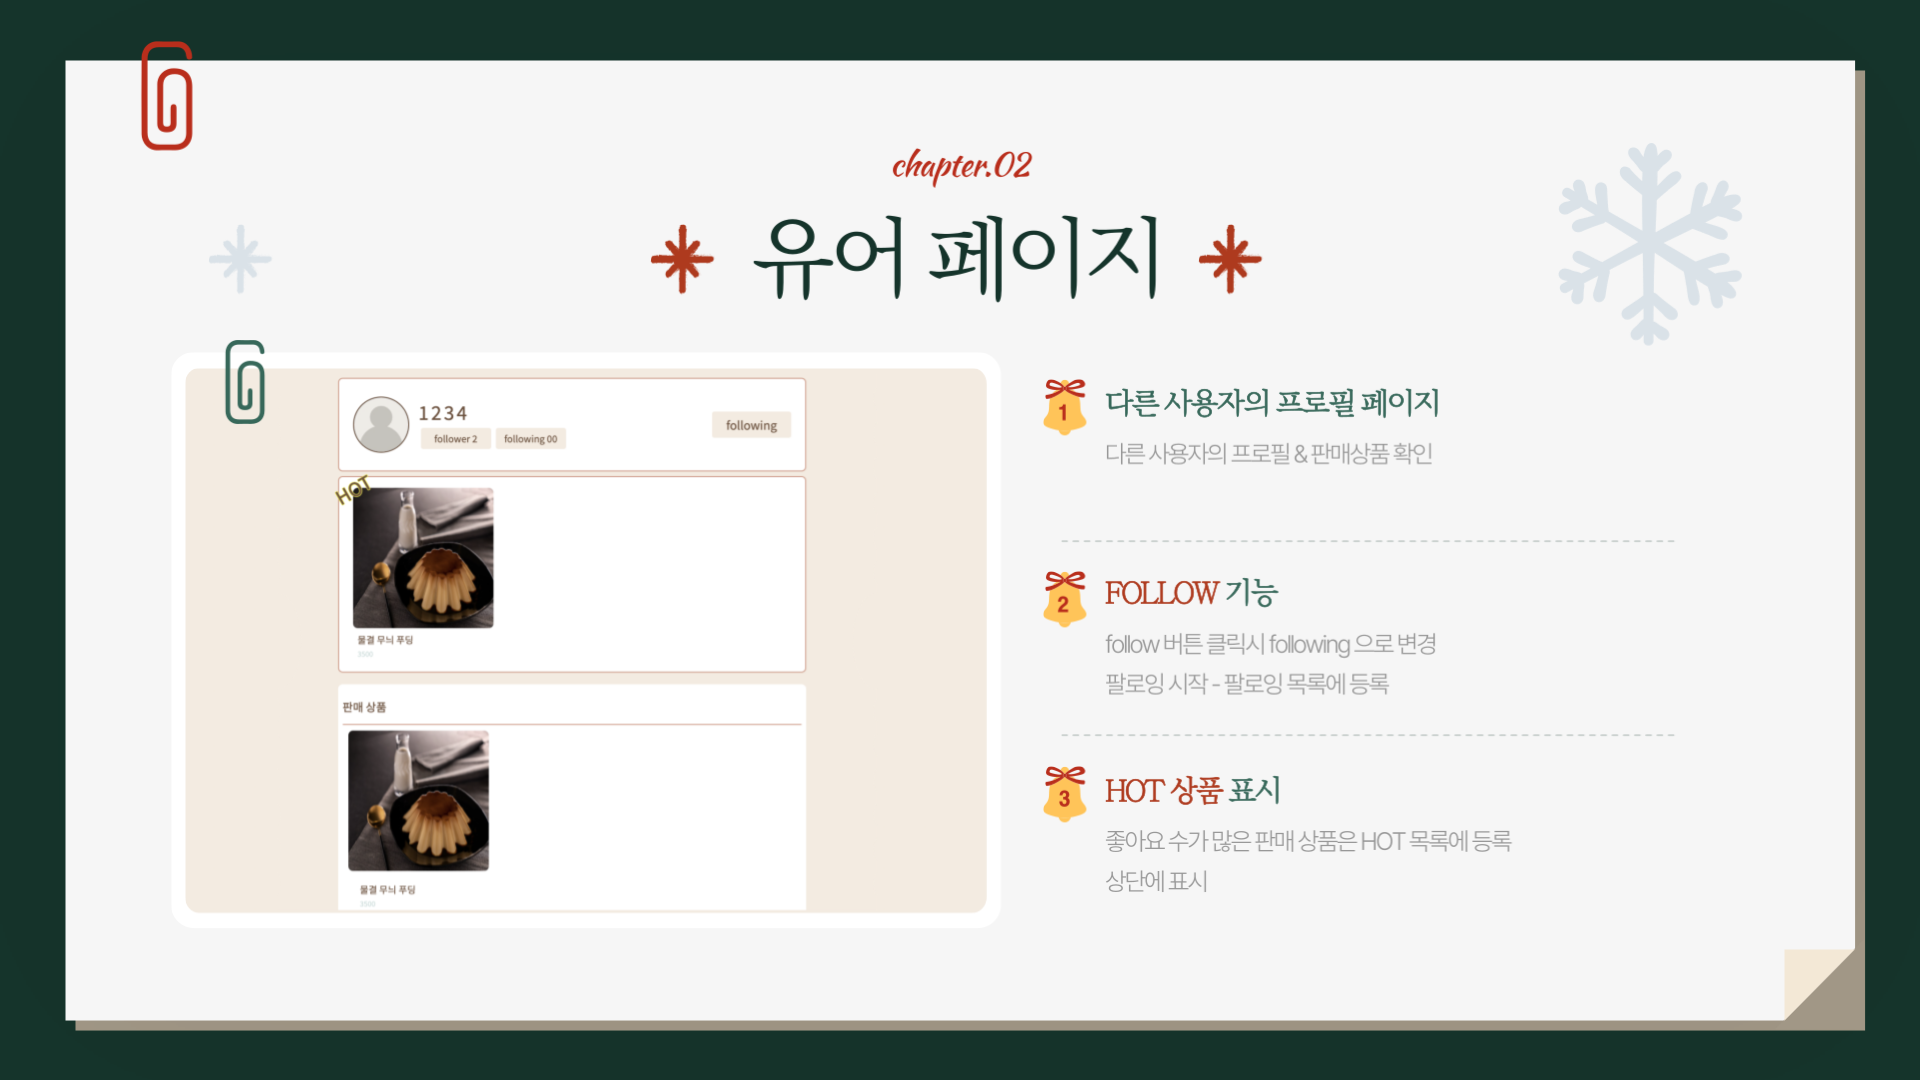 chapter.02
유어 페이지
1234
follower 2
following 00
following
HOT
물결 무늬 푸딩
3500
판매 상품
물결 무늬 푸딩
3500
1
다른 사용자의 프로필 페이지
다른 사용자의 프로필 & 판매상품 확인
2
FOLLOW 기능
follow 버튼 클릭시 following 으로 변경
팔로잉 시작 - 팔로잉 목록에 등록
3
HOT 상품 표시
좋아요 수가 많은 판매 상품은 HOT 목록에 등록
상단에 표시